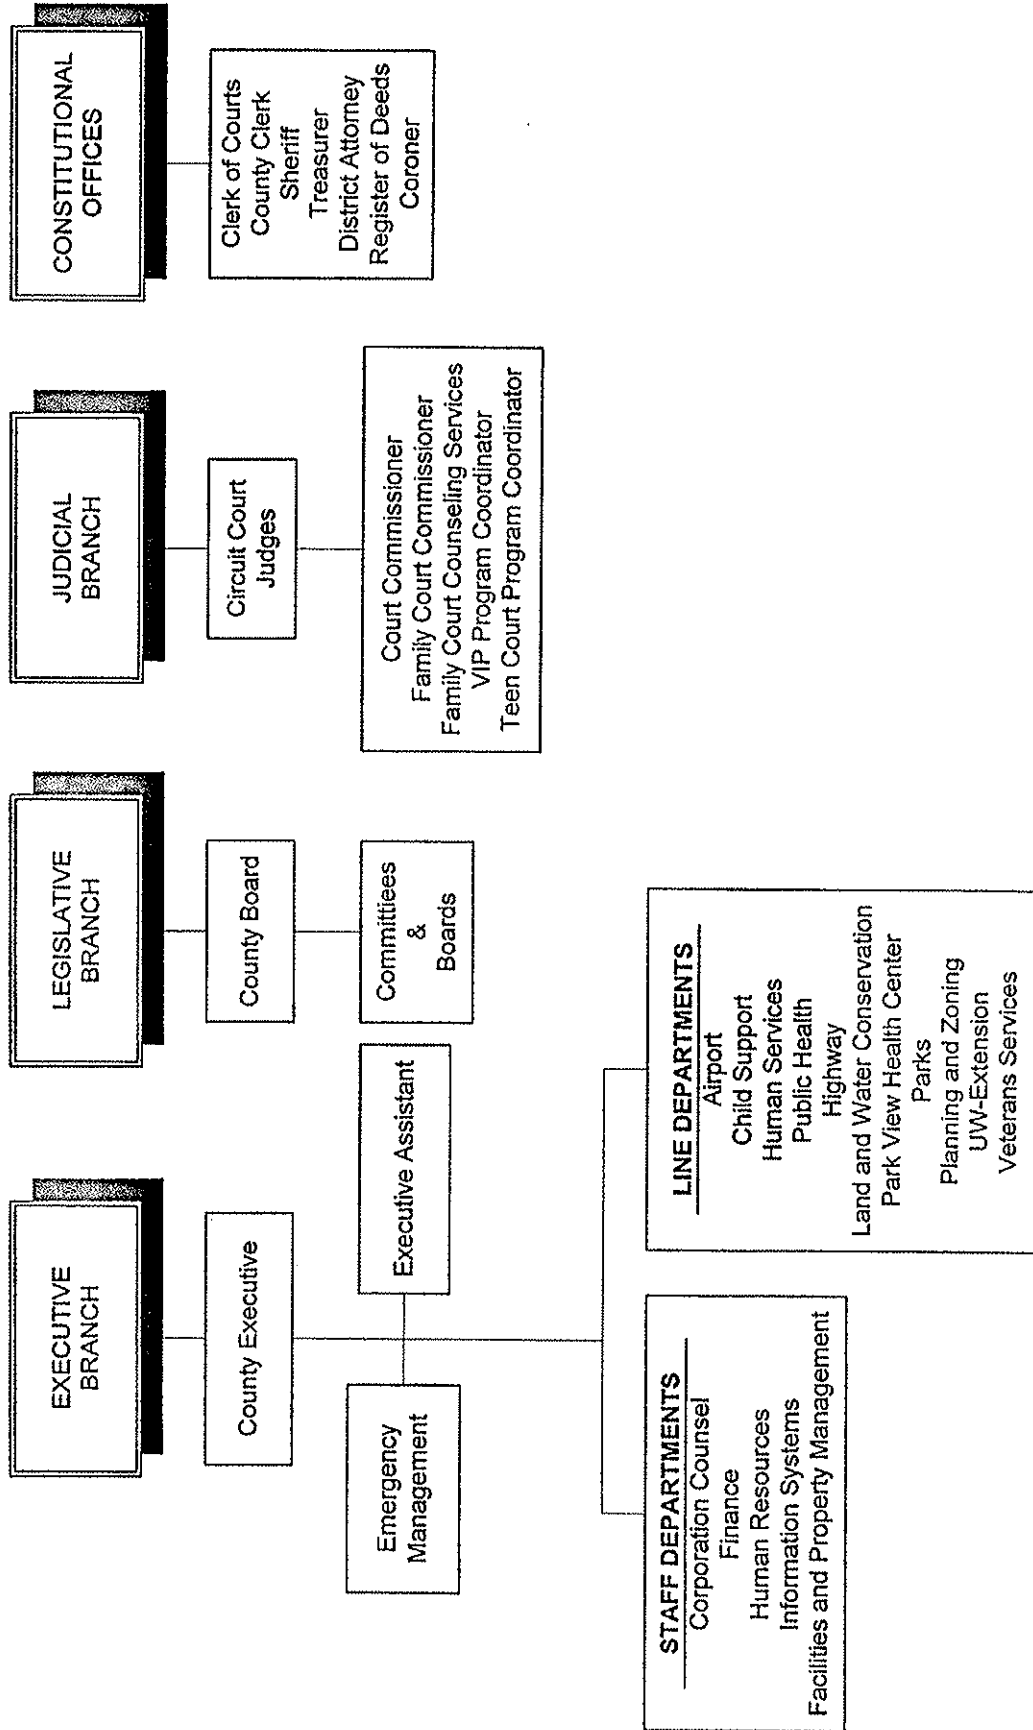 EXECUTIVE
BRANCH
County Executive
Emergency
Management
Executive Assistant
STAFF DEPARTMENTS
Corporation Counsel
Finance
Human Resources
Information Systems
Facilities and Property Management
LINE DEPARTMENTS
Airport
Child Support
Human Services
Public Health
Highway
Land and Water Conservation
Park View Health Center
Parks
Planning and Zoning
UW-Extension
Veterans Services
LEGISLATIVE
BRANCH
County Board
Committiees
&
Boards
JUDICIAL
BRANCH
Circuit Court
Judges
Court Commissioner
Family Court Commissioner
Family Court Counseling Services
VIP Program Coordinator
Teen Court Program Coordinator
CONSTITUTIONAL
OFFICES
Clerk of Courts
County Clerk
Sheriff
Treasurer
District Attorney
Register of Deeds
Coroner